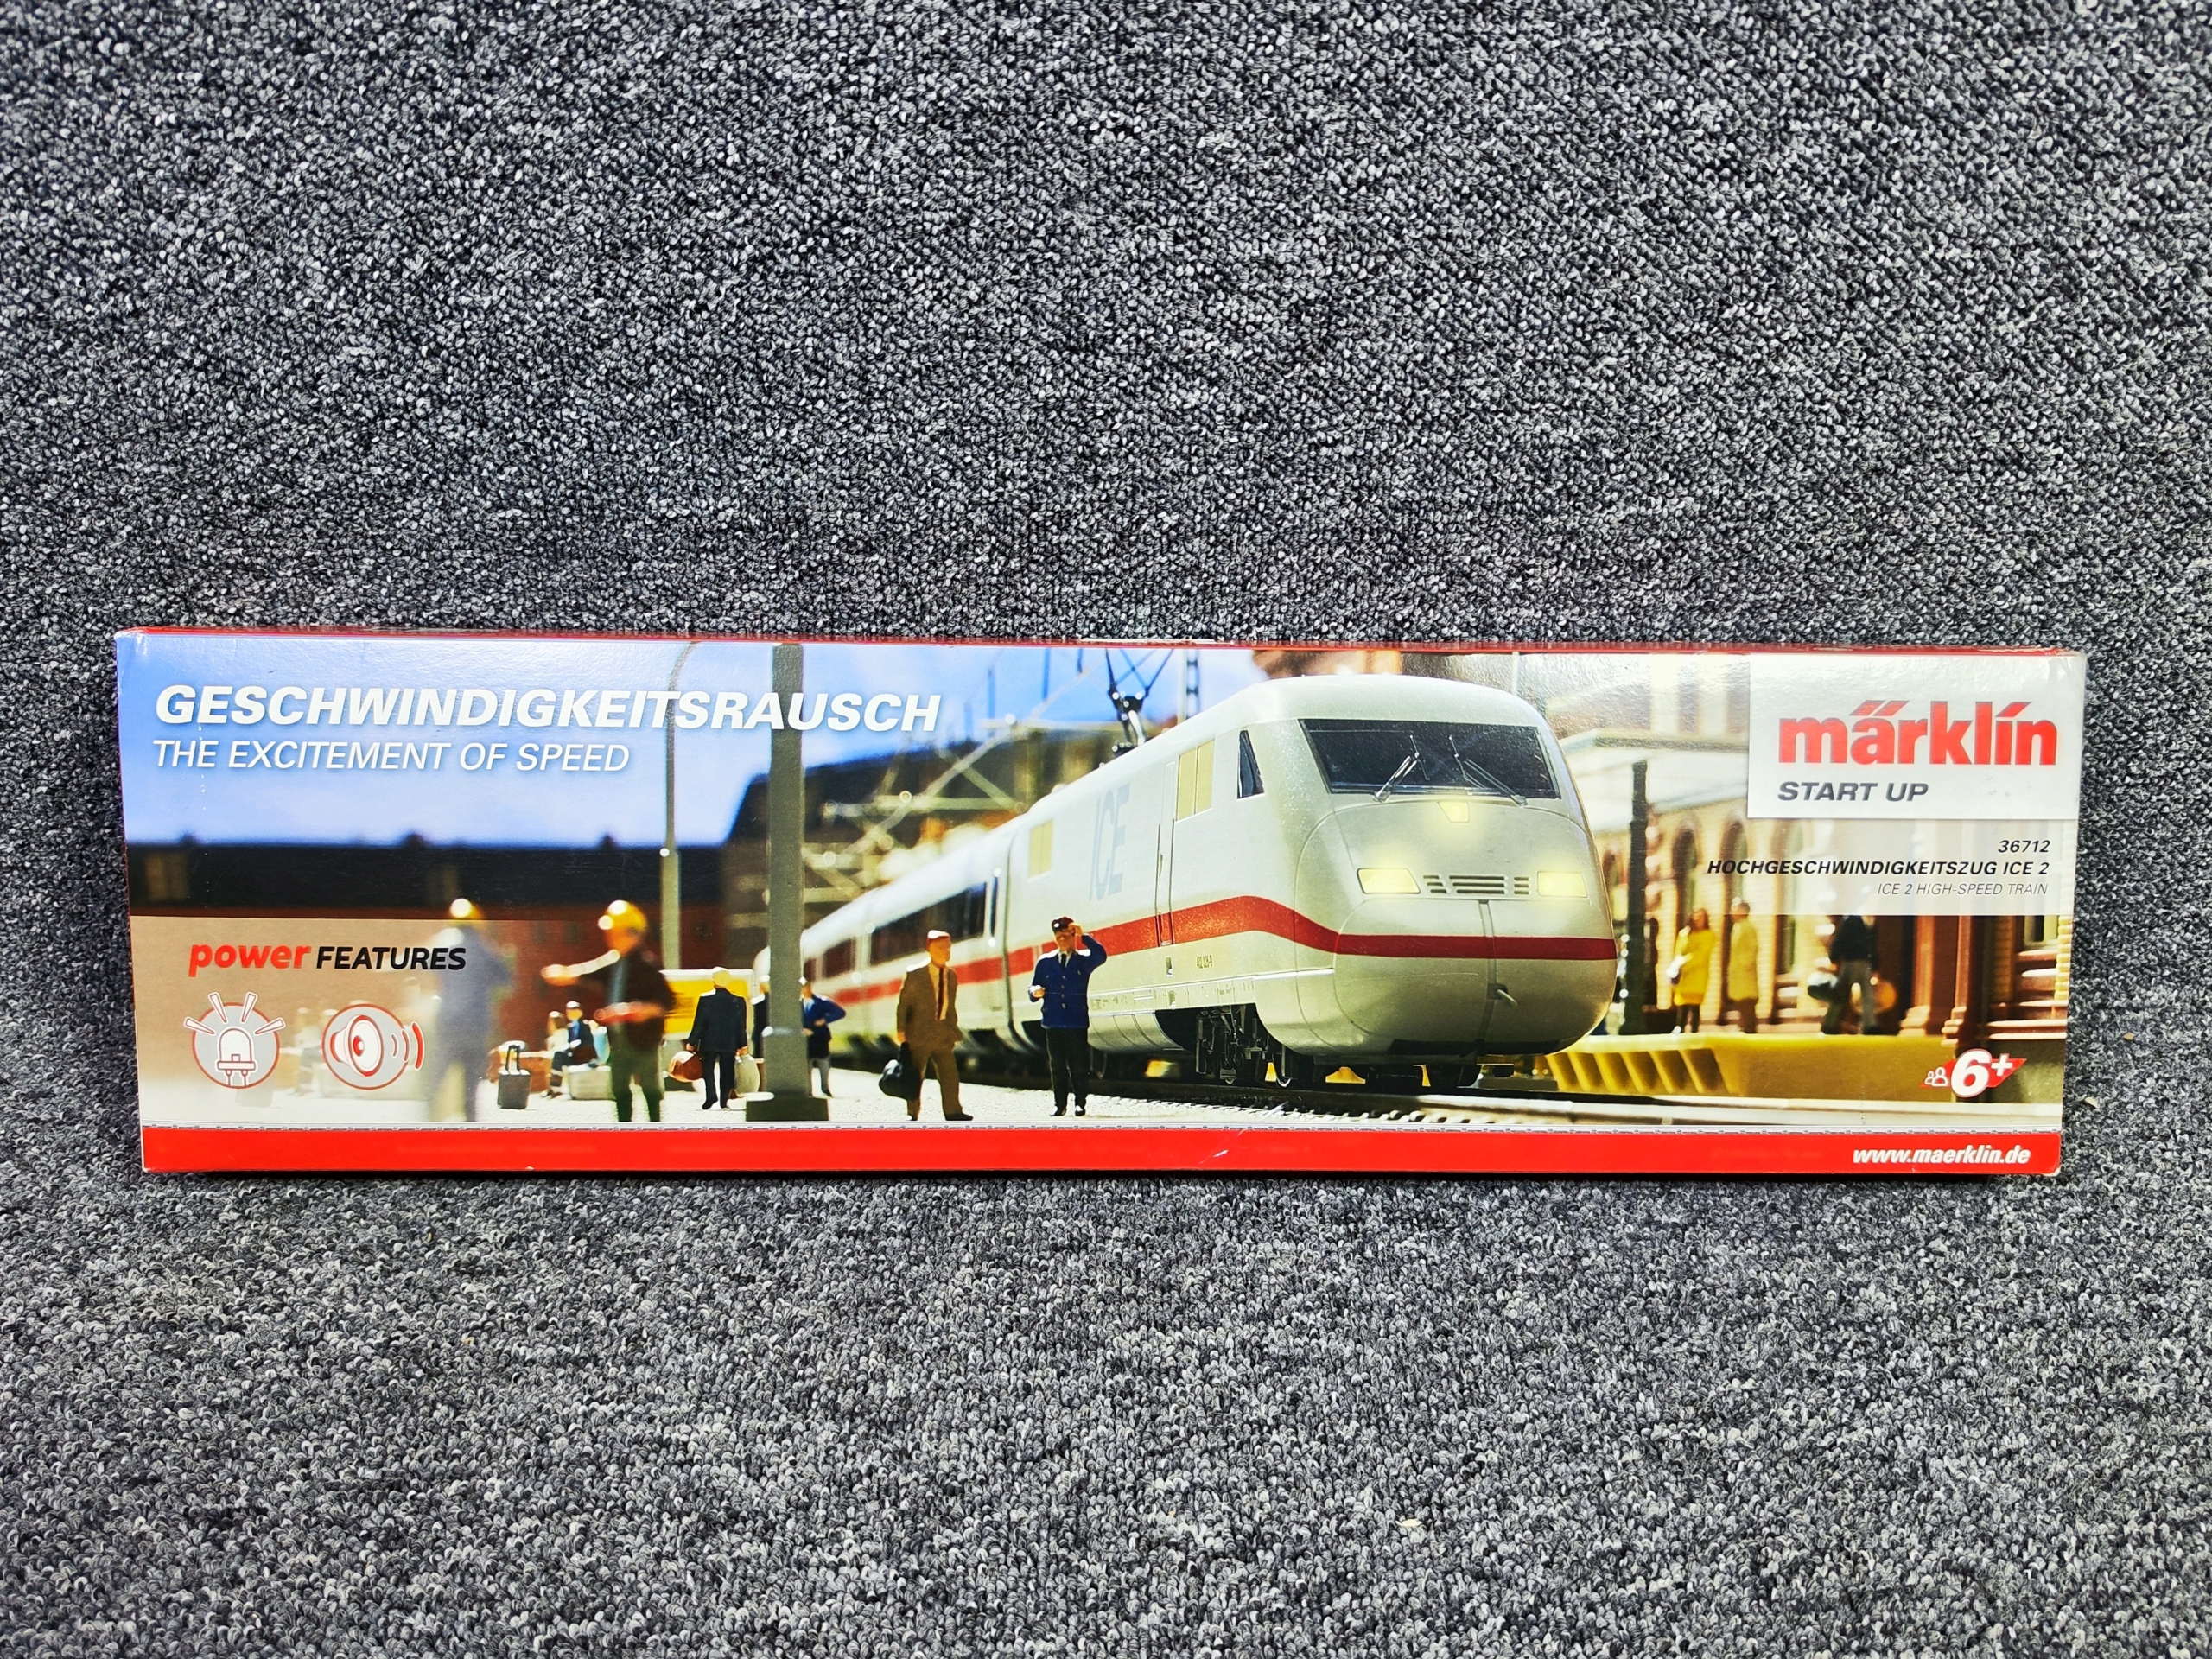 GESCHWINDIGKEITSRAUSCH
THE EXCITEMENT OF SPEED
märklín
START UP
36712
HOCHGESCHWINDIGKEITSZUG ICE 2
ICE 2 HIGH-SPEED TRAIN
ICE
power FEATURES
6+
www.maerklin.de